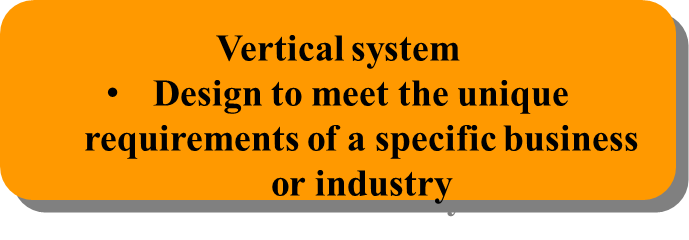 Vertical system
• Design to meet the unique
requirements of a specific business
or industry